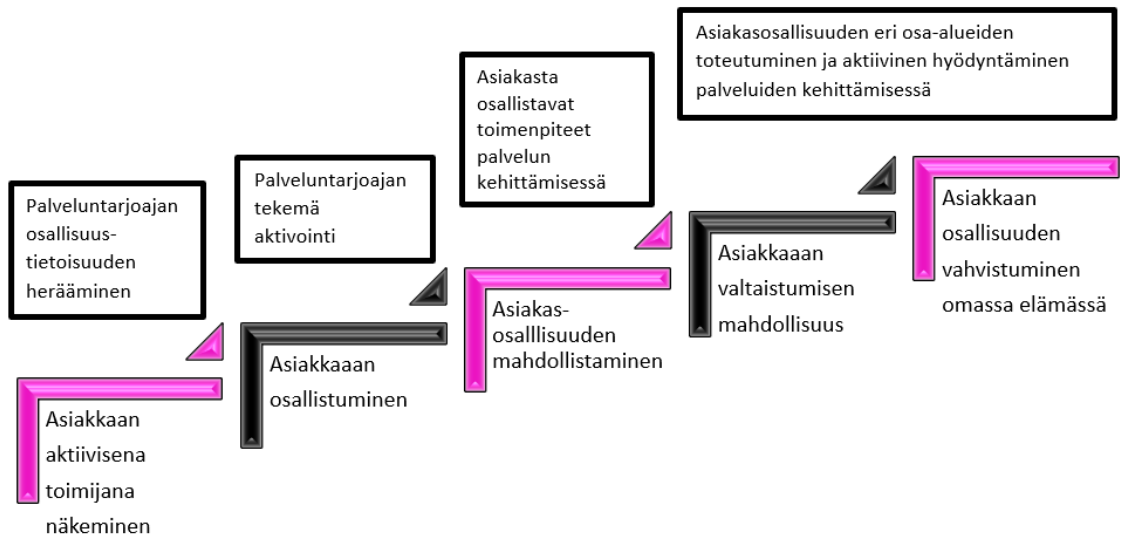 Palveluntarjoajan
osallisuus-
tietoisuuden
herääminen
Asiakkaan
aktiivisena
toimijana
näkeminen
Palveluntarjoajan
tekemä
aktivointi
Asiakkaaan
osallistuminen
Asiakasta
osallistavat
toimenpiteet
palvelun
kehittämisessä
Asiakas-
osalllisuuden
mahdollistaminen
Asiakasosallisuuden eri osa-alueiden
toteutuminen ja aktiivinen hyödyntäminen
palveluiden kehittämisessä
Asiakkaaan
valtaistumisen
mahdollisuus
Asiakkaan
osallisuuden
vahvistuminen
omassa elämässä